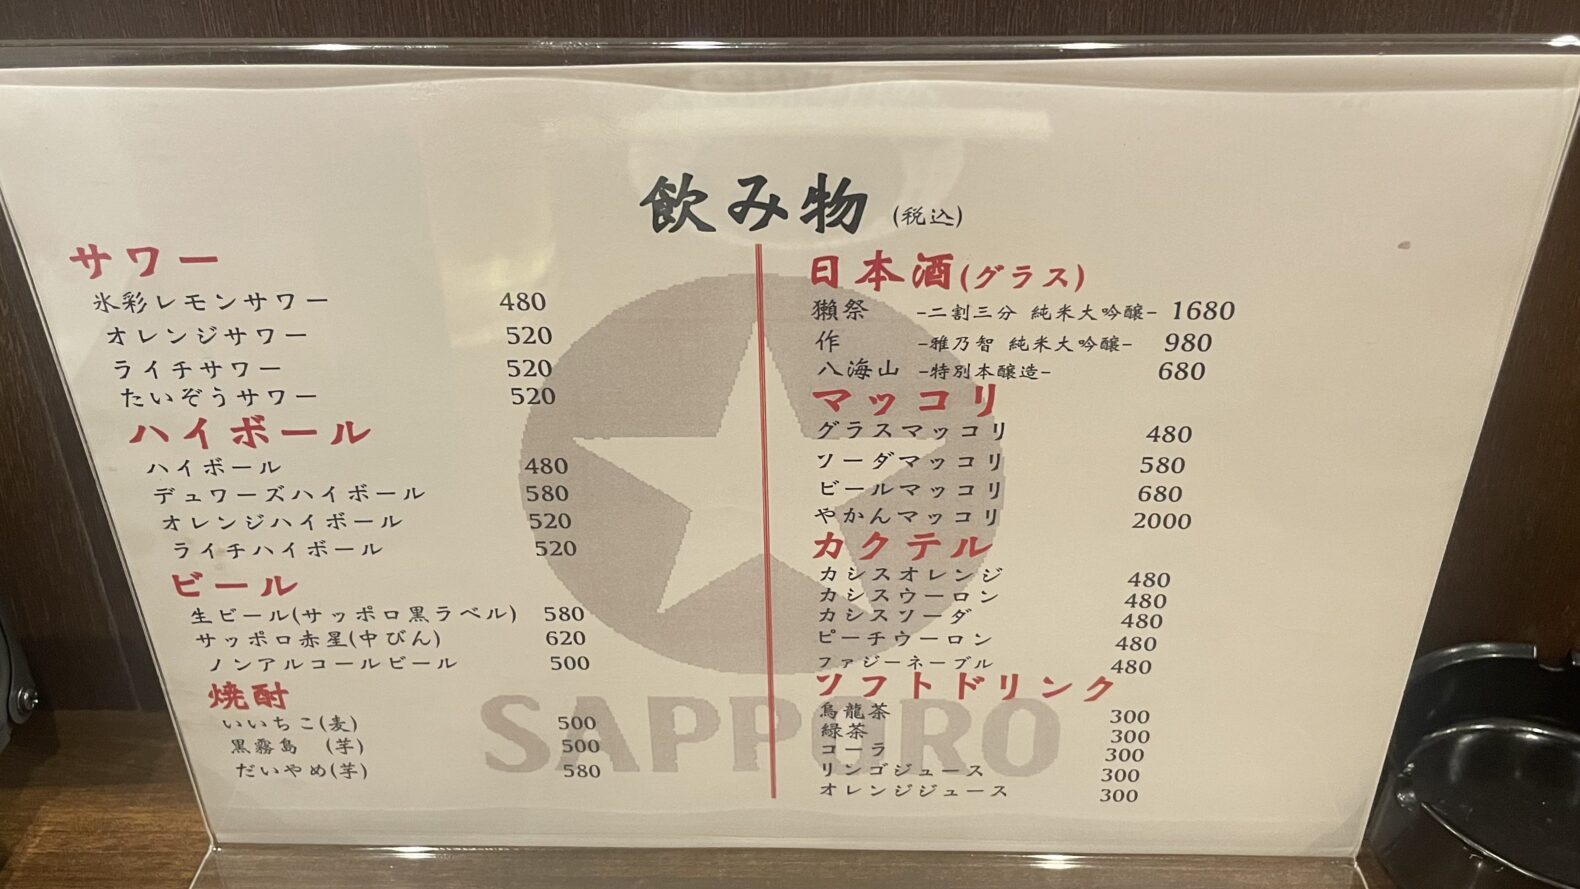 飲み物 (税込)
サワー
氷彩レモンサワー 480
オレンジサワー 520
ライチサワー 520
たいぞうサワー 520
ハイボール
ハイボール 480
デュワーズハイボール 580
オレンジハイボール 520
ライチハイボール 520
ビール
生ビール(サッポロ黒ラベル) 580
サッポロ赤星(中びん) 620
ノンアルコールビール 500
焼酎
いいちこ(麦) 500
黒霧島 (芋) 500
だいやめ(芋) 580
日本酒(グラス)
獺祭 -二割三分 純米大吟醸- 1680
作 -雅乃智 純米大吟醸- 980
八海山 -特別本醸造- 680
マッコリ
グラスマッコリ 480
ソーダマッコリ 580
ビールマッコリ 680
やかんマッコリ 2000
カクテル
カシスオレンジ 480
カシスウーロン 480
カシスソーダ 480
ピーチウーロン 480
ファジーネーブル 480
ソフトドリンク
烏龍茶 300
緑茶 300
コーラ 300
リンゴジュース 300
オレンジジュース 300
SAPPORO